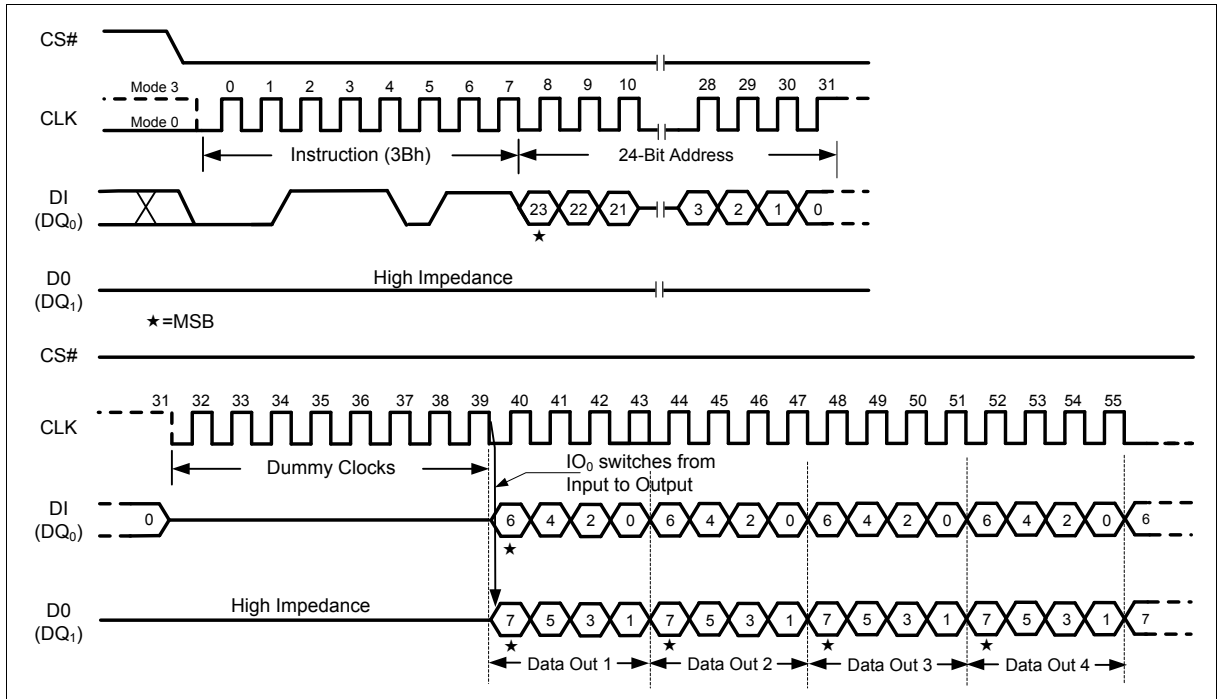 CS#
Mode 3 0 1 2 3 4 5 6 7 8 9 10 28 29 30 31
CLK
Mode 0
Instruction (3Bh) 24-Bit Address
DI
(DQ0) 23 22 21 3 2 1 0
★
D0
(DQ1)
High Impedance
★=MSB
CS#
31 32 33 34 35 36 37 38 39 40 41 42 43 44 45 46 47 48 49 50 51 52 53 54 55
CLK
Dummy Clocks
IO0 switches from
Input to Output
DI
(DQ0) 0 6 4 2 0 6 4 2 0 6 4 2 0 6 4 2 0 6
★
D0
(DQ1)
High Impedance 7 5 3 1 7 5 3 1 7 5 3 1 7 5 3 1 7
★ ★ ★ ★
Data Out 1 Data Out 2 Data Out 3 Data Out 4